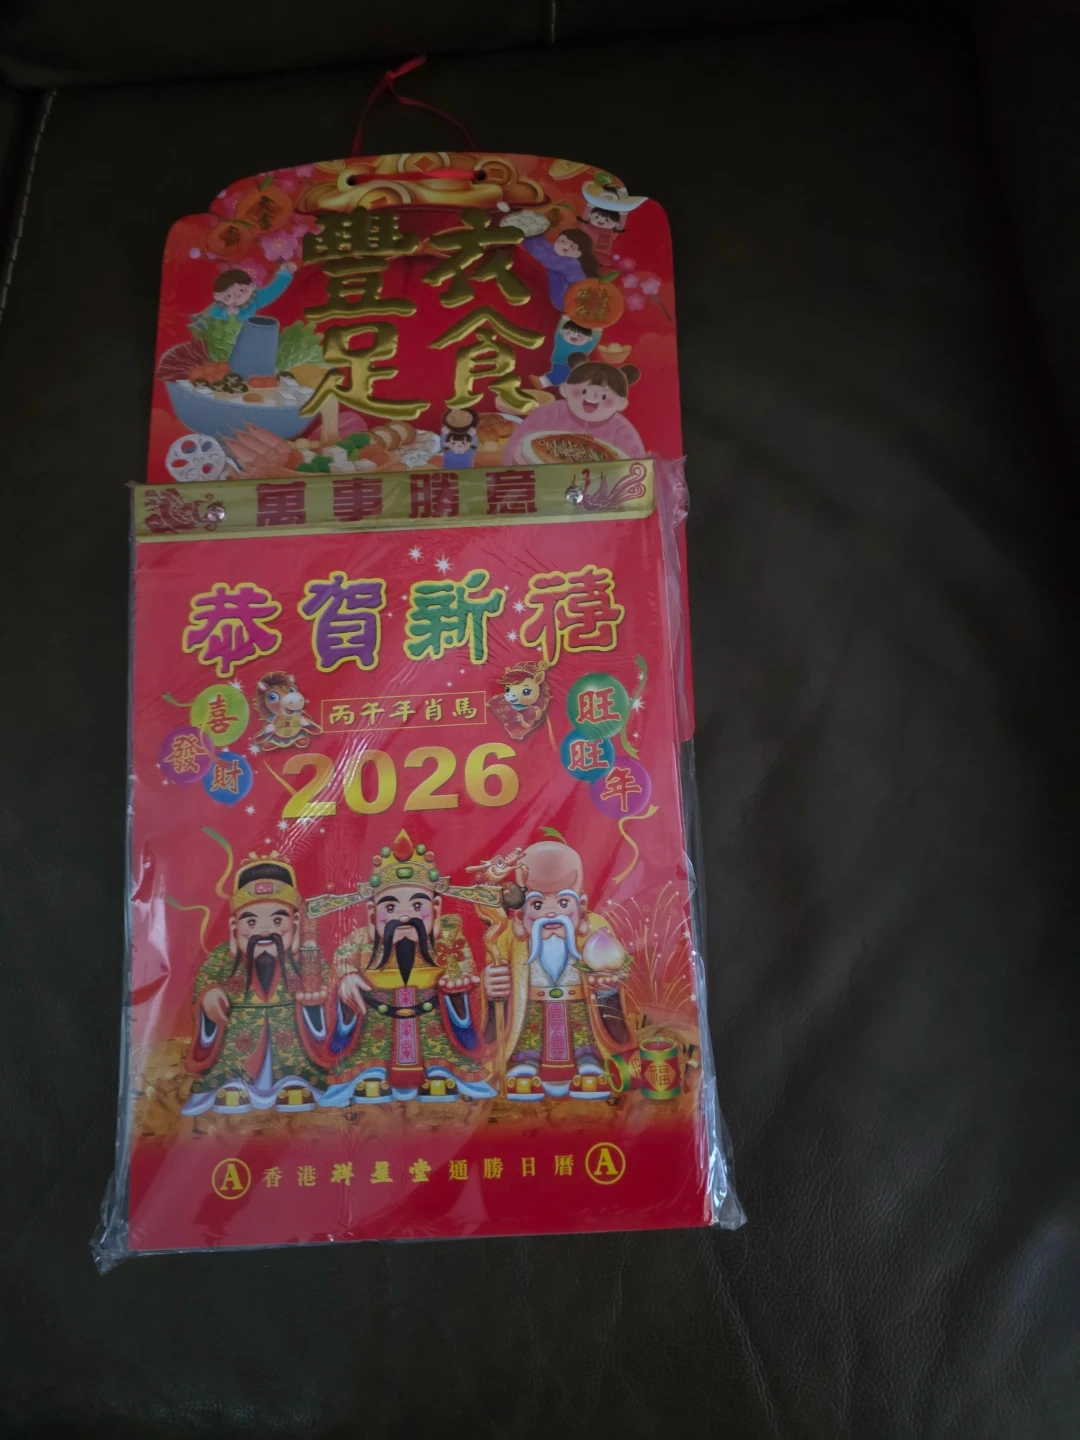 衣食
豐足
萬事勝意
恭賀新禧
喜
發
財
丙午年肖馬
旺
旺
年
2026
福
A 香港祥星堂通勝日曆 A